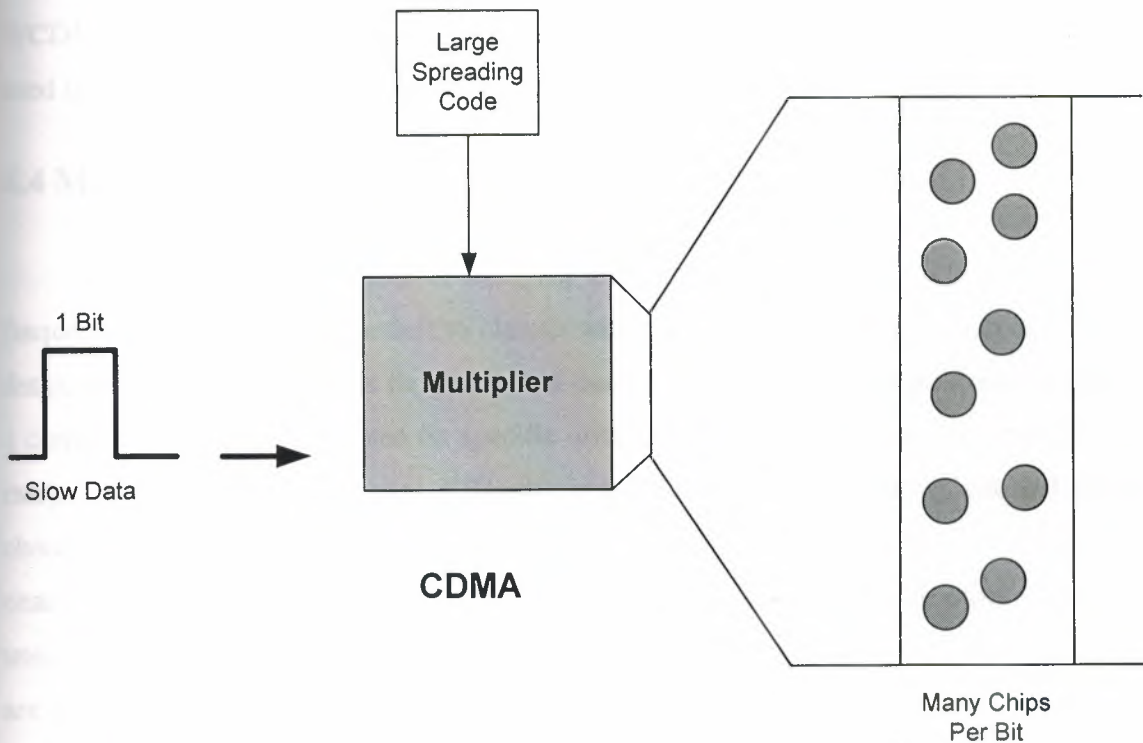 Large
Spreading
Code
1 Bit
Multiplier
Slow Data
CDMA
Many Chips
Per Bit